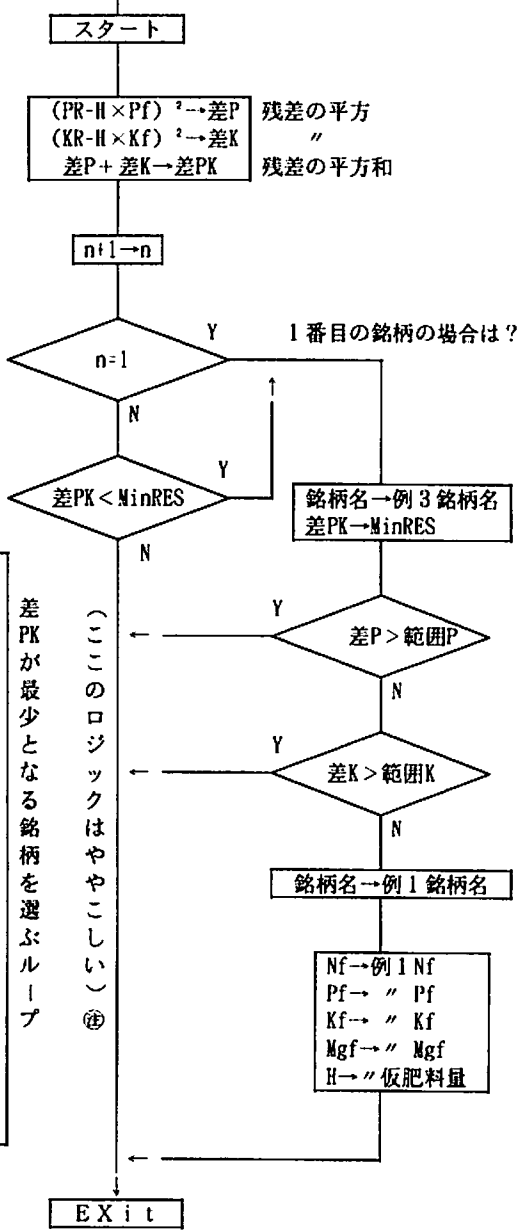 スタート
(PR-H×Pf)²→差P 残差の平方
(KR-H×Kf)²→差K 〃
差P+差K→差PK 残差の平方和
n+1→n
n=1
Y
1番目の銘柄の場合は?
N
差PK<MinRES
Y
N
銘柄名→例3銘柄名
差PK→MinRES
差P>範囲P
Y
N
差K>範囲K
Y
N
銘柄名→例1銘柄名
Nf→例1Nf
Pf→〃 Pf
Kf→〃 Kf
Mgf→〃 Mgf
H→〃仮肥料量
(ここのロジックはややこしい)㊟
差PKが最少となる銘柄を選ぶループ
EXit